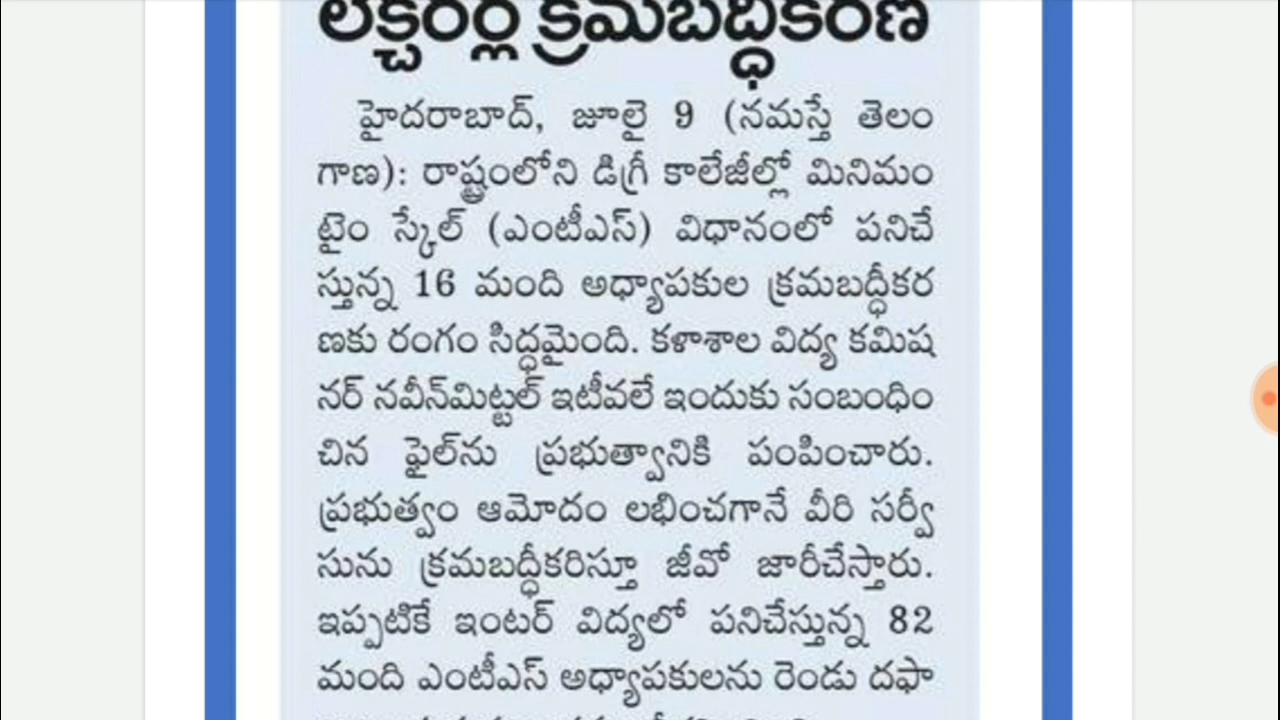 లెక్చరర్ల క్రమబద్ధీకరణ
హైదరాబాద్, జూలై 9 (నమస్తే తెలం
గాణ): రాష్ట్రంలోని డిగ్రీ కాలేజీల్లో మినిమం
టైం స్కేల్ (ఎంటీఎస్) విధానంలో పనిచే
స్తున్న 16 మంది అధ్యాపకుల క్రమబద్ధీకర
ణకు రంగం సిద్ధమైంది. కళాశాల విద్య కమిష
నర్ నవీన్‌మిట్టల్ ఇటీవలే ఇందుకు సంబంధిం
చిన ఫైల్‌ను ప్రభుత్వానికి పంపించారు.
ప్రభుత్వం ఆమోదం లభించగానే వీరి సర్వీ
సును క్రమబద్ధీకరిస్తూ జీవో జారీచేస్తారు.
ఇప్పటికే ఇంటర్ విద్యలో పనిచేస్తున్న 82
మంది ఎంటీఎస్ అధ్యాపకులను రెండు దఫా